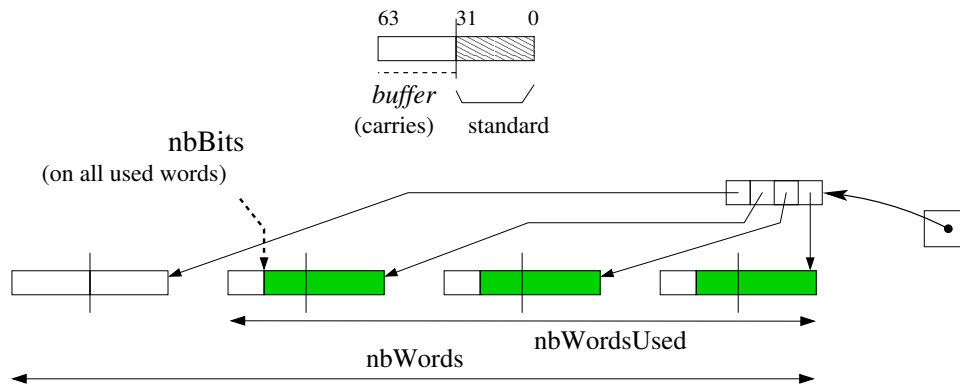 63 31 0
buffer
(carries) standard
nbBits
(on all used words)
nbWordsUsed
nbWords